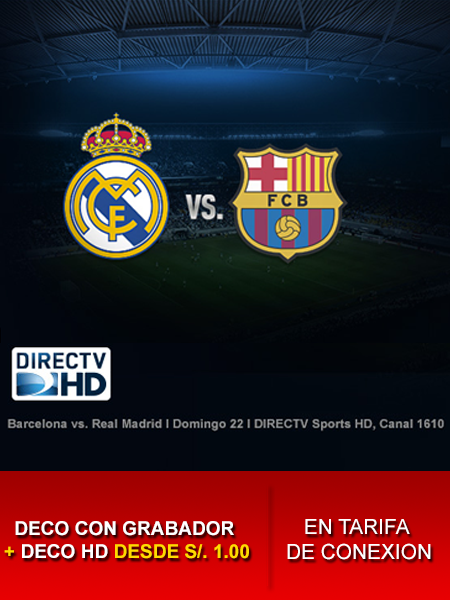 VS.
FCB
DIRECTV
HD
Barcelona vs. Real Madrid l Domingo 22 l DIRECTV Sports HD, Canal 1610
DECO CON GRABADOR
+ DECO HD DESDE S/. 1.00
EN TARIFA
DE CONEXION